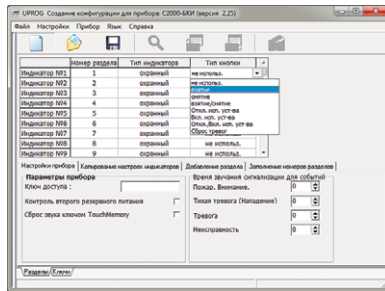 UPROG Создание конфигурации для прибора: С2000-БКИ (версия 2,25)
Файл Настройки Прибор Язык Справка
Номер раздела Тип индикатора Тип кнопки
Индикатор №1 1 охранный не использ.
Индикатор №2 2 охранный не использ.
взятие
Индикатор №3 3 охранный снятие
Индикатор №4 4 охранный взятие/снятие
Индикатор №5 5 охранный Откл. исп. уст-ва
Вкл. исп. уст-ва
Индикатор №6 6 охранный Откл./Вкл. исп. уст-ва
Индикатор №7 7 охранный Сброс тревог
Индикатор №8 8 охранный не использ.
Индикатор №9 9 охранный не использ.
Настройки прибора Копирование настроек индикаторов Добавление раздела Заполнение номеров разделов
Параметры прибора Время звучания сигнализации для событий
Ключ доступа : Пожар. Внимание. 0
Контроль второго резервного питания Тихая тревога (Нападение) 0
Сброс звука ключом TouchMemory Тревога 0
Неисправность 0
Разделы Ключи